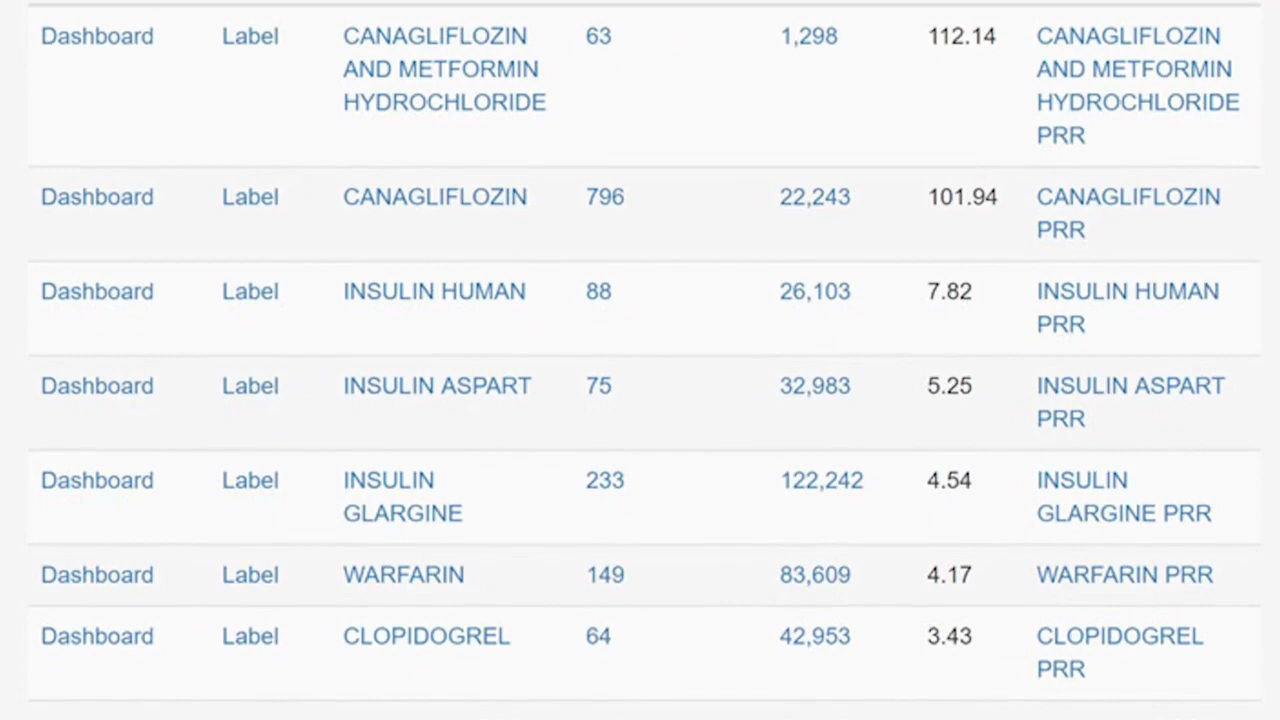 Dashboard Label CANAGLIFLOZIN 63 1,298 112.14 CANAGLIFLOZIN
AND METFORMIN AND METFORMIN
HYDROCHLORIDE HYDROCHLORIDE
PRR
Dashboard Label CANAGLIFLOZIN 796 22,243 101.94 CANAGLIFLOZIN
PRR
Dashboard Label INSULIN HUMAN 88 26,103 7.82 INSULIN HUMAN
PRR
Dashboard Label INSULIN ASPART 75 32,983 5.25 INSULIN ASPART
PRR
Dashboard Label INSULIN 233 122,242 4.54 INSULIN
GLARGINE GLARGINE PRR
Dashboard Label WARFARIN 149 83,609 4.17 WARFARIN PRR
Dashboard Label CLOPIDOGREL 64 42,953 3.43 CLOPIDOGREL
PRR